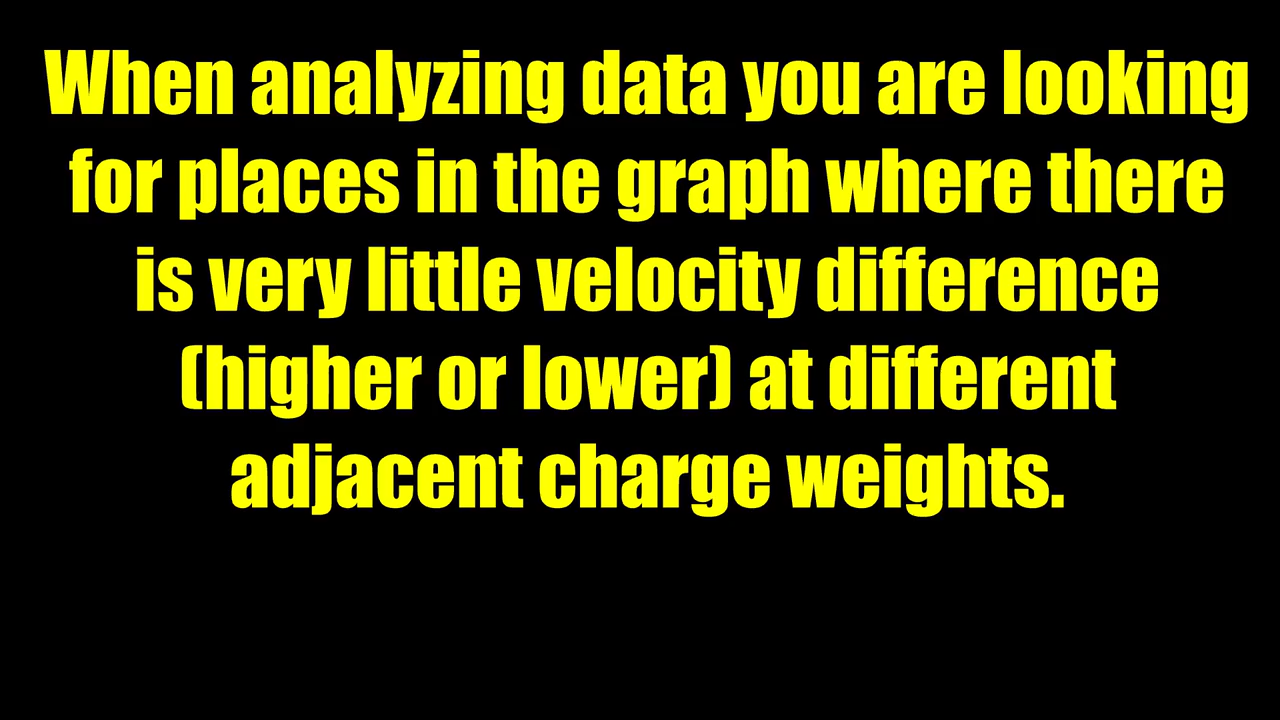 When analyzing data you are looking
for places in the graph where there
is very little velocity difference
(higher or lower) at different
adjacent charge weights.